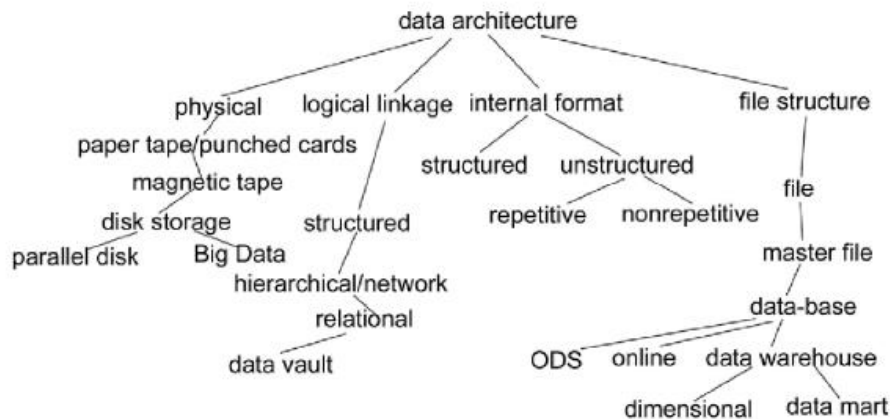 data architecture
physical logical linkage internal format file structure
paper tape/punched cards
structured unstructured
magnetic tape file
disk storage structured repetitive nonrepetitive
parallel disk Big Data master file
hierarchical/network
relational data-base
data vault ODS online data warehouse
dimensional data mart